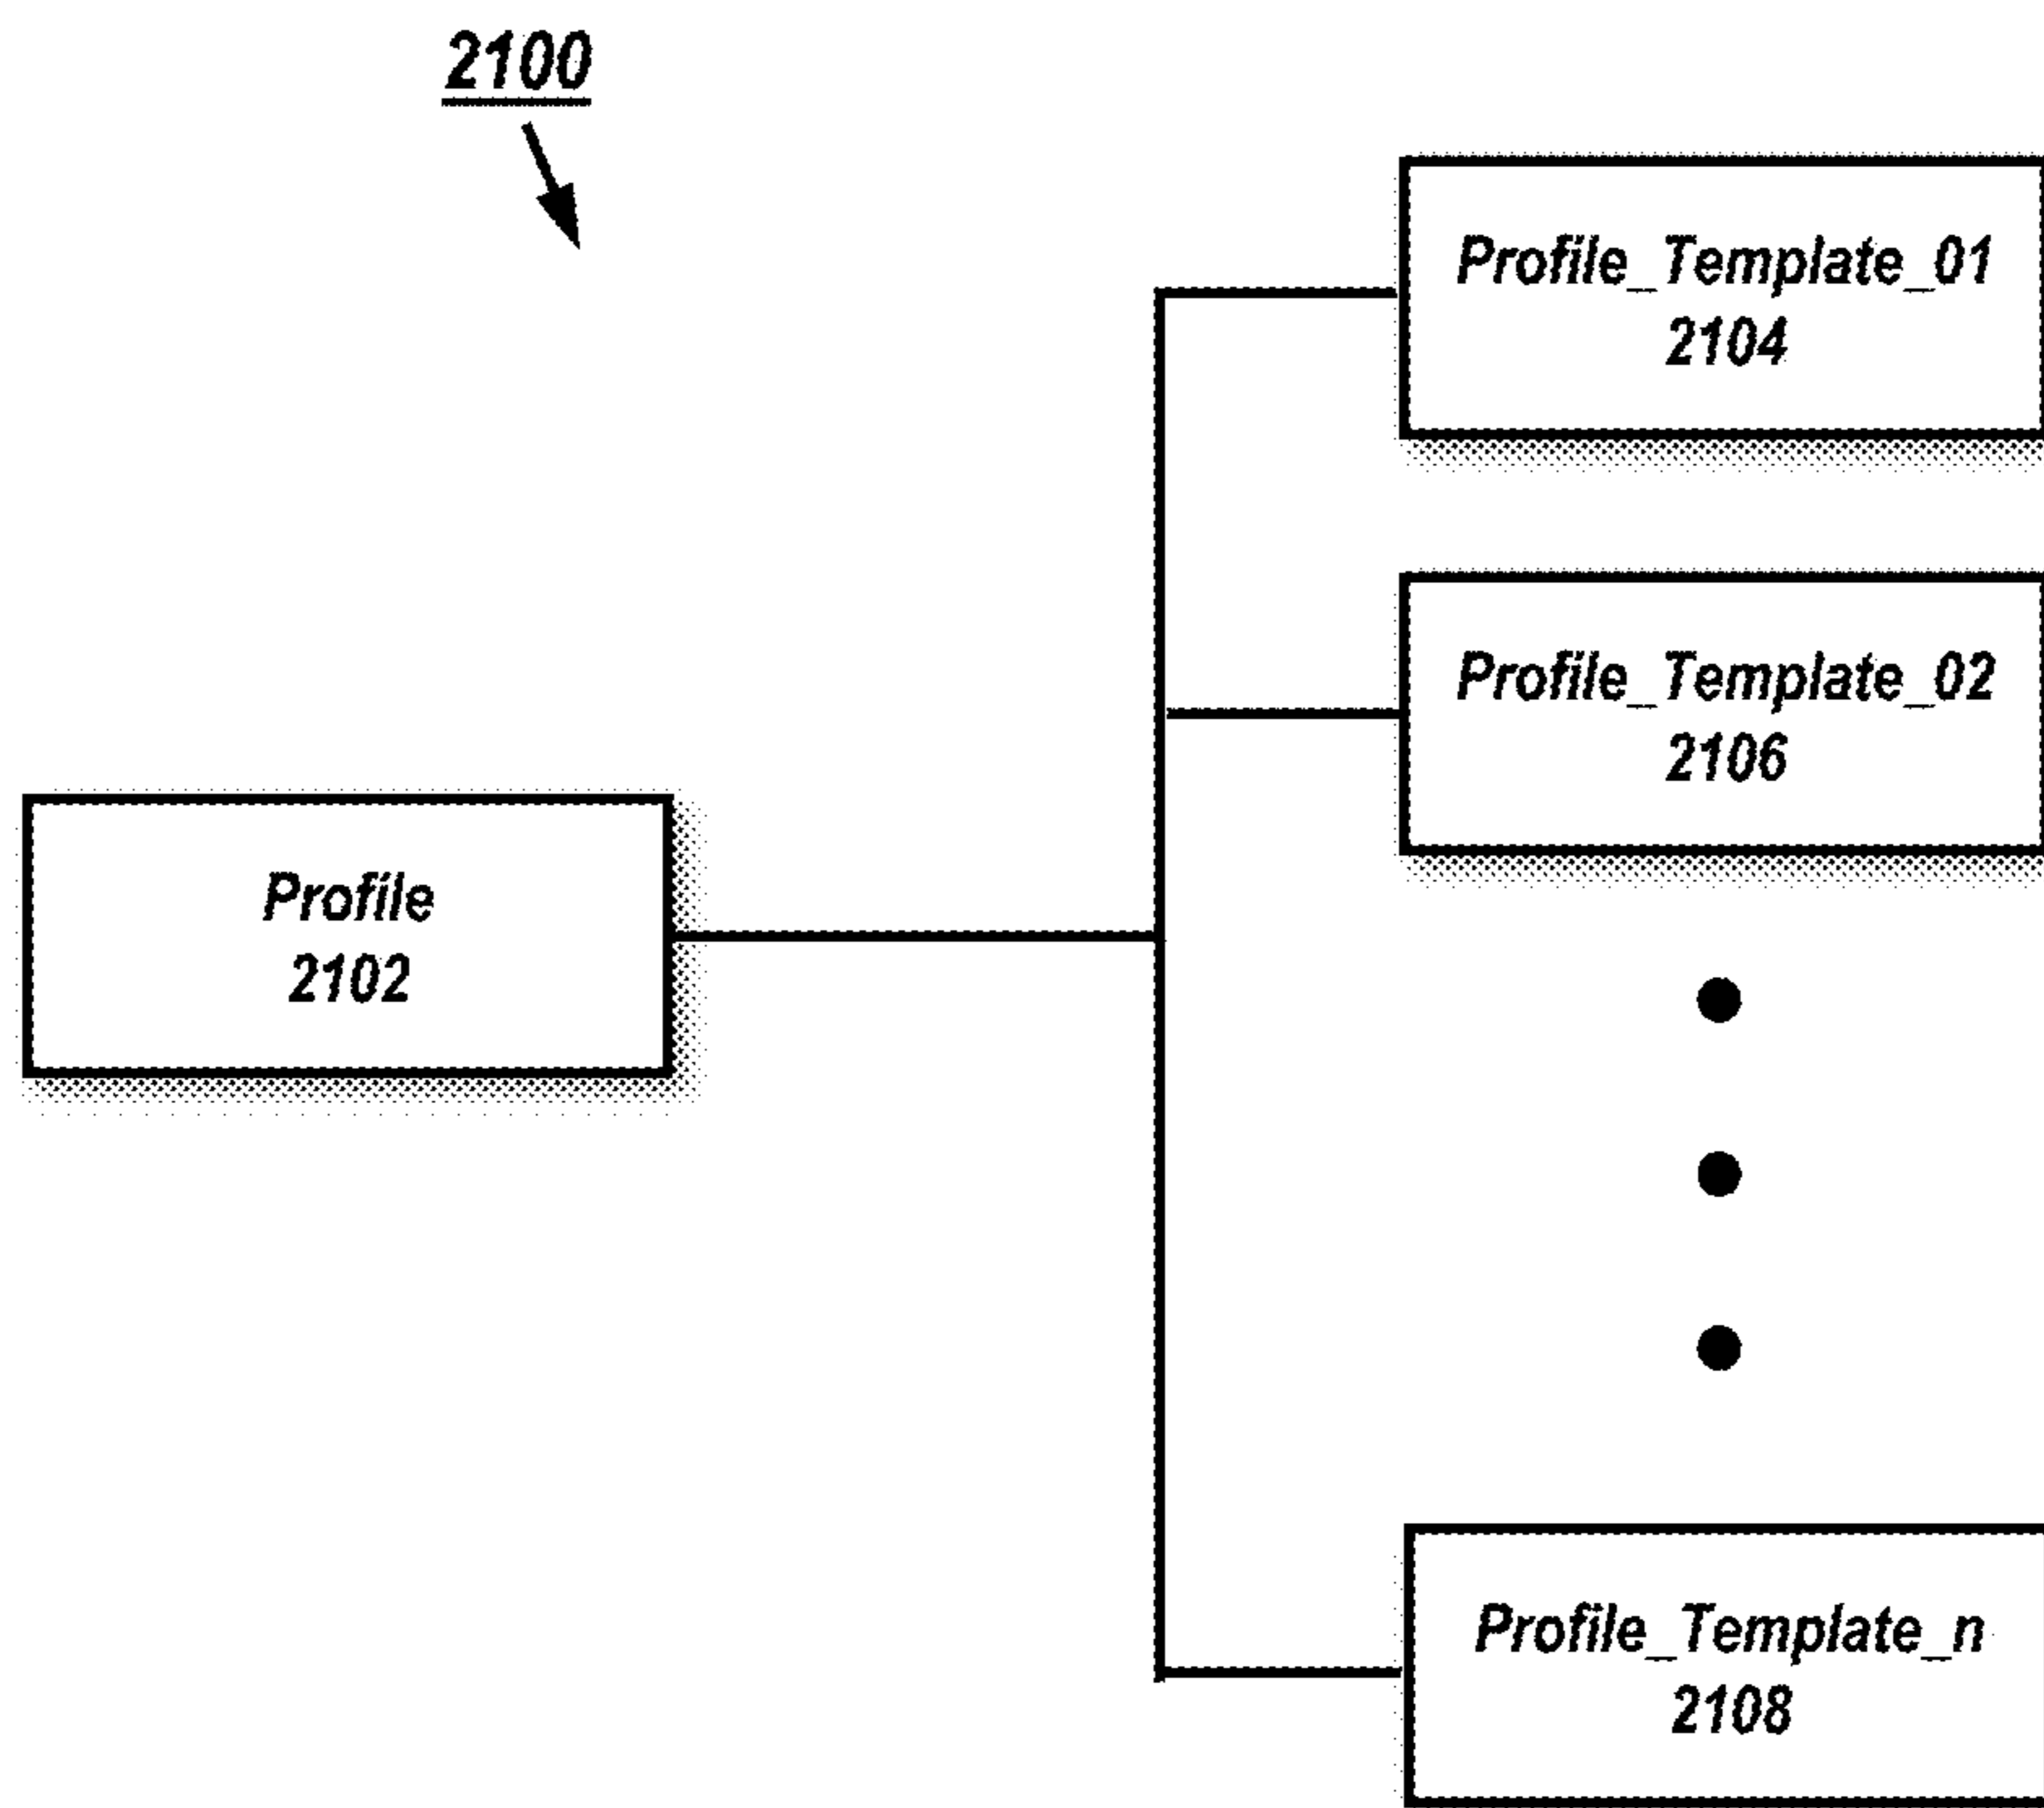 2100
Profile_Template_01
2104
Profile_Template_02
2106
Profile
2102
Profile_Template_n
2108